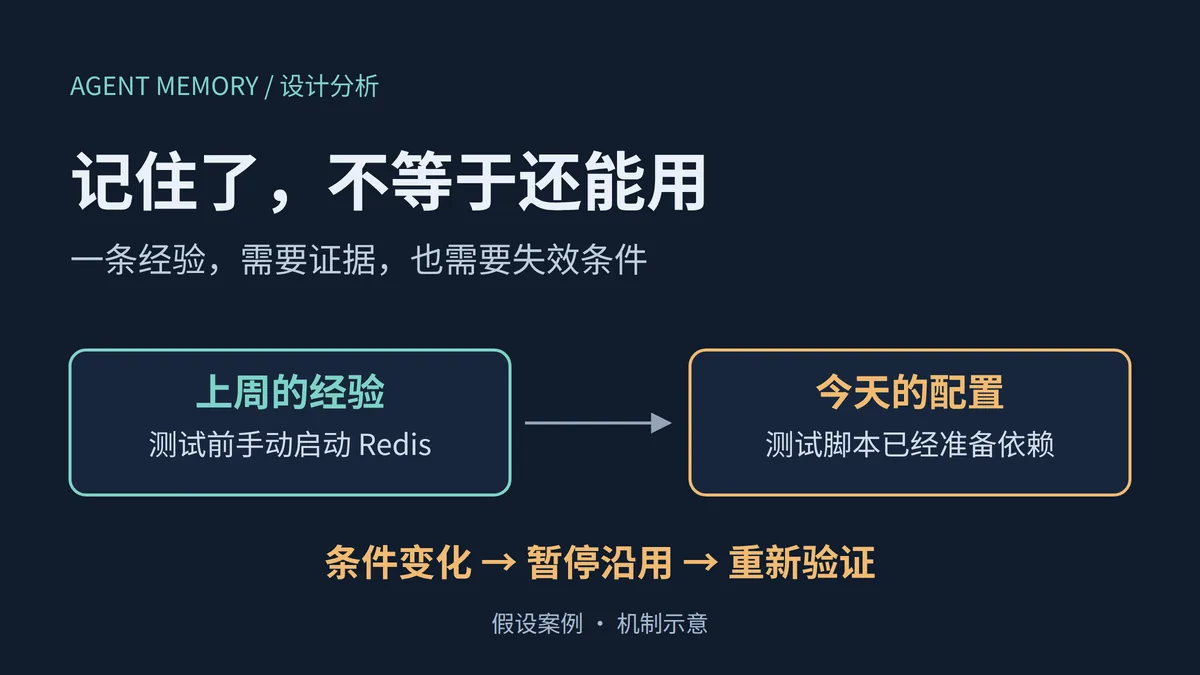 AGENT MEMORY / 设计分析
记住了，不等于还能用
一条经验，需要证据，也需要失效条件
上周的经验
测试前手动启动 Redis
今天的配置
测试脚本已经准备依赖
条件变化 → 暂停沿用 → 重新验证
假设案例 · 机制示意